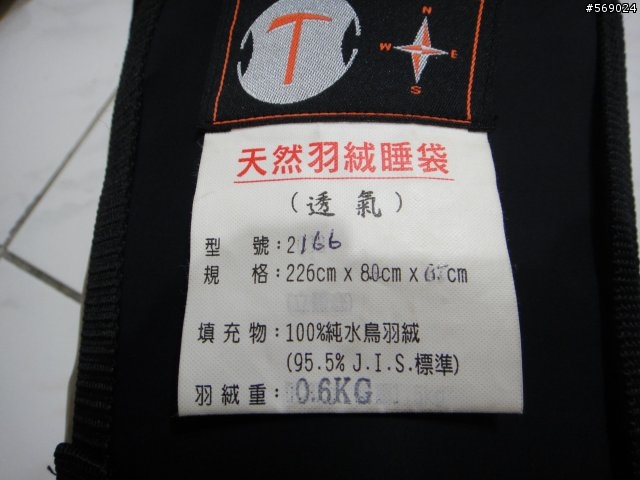 #569024
T
N
W E
S
天然羽絨睡袋
(透氣)
型號:2166
規格:226cm x 80cm x cm
填充物:100%純水鳥羽絨
(95.5% J.I.S.標準)
羽絨重:0.6KG